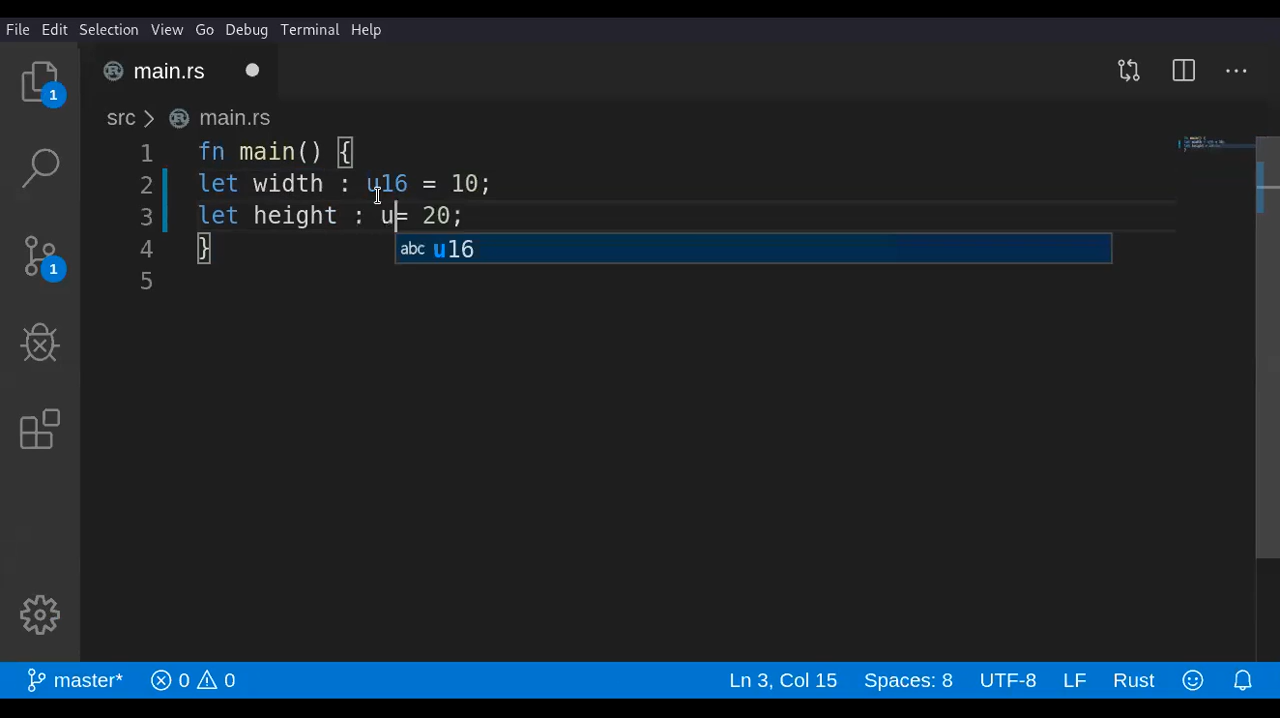 File Edit Selection View Go Debug Terminal Help
main.rs
1
src > main.rs
1 fn main() {
2 let width : u16 = 10;
3 let height : u= 20;
4 }
abc u16
5
1
master* 0 0 Ln 3, Col 15 Spaces: 8 UTF-8 LF Rust